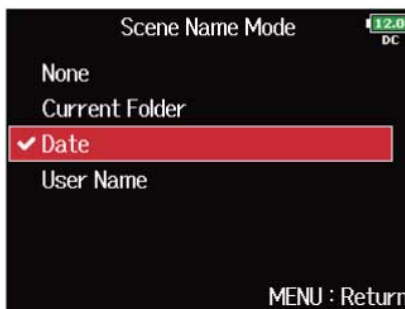 Scene Name Mode
12.0
DC
None
Current Folder
Date
User Name
MENU : Return